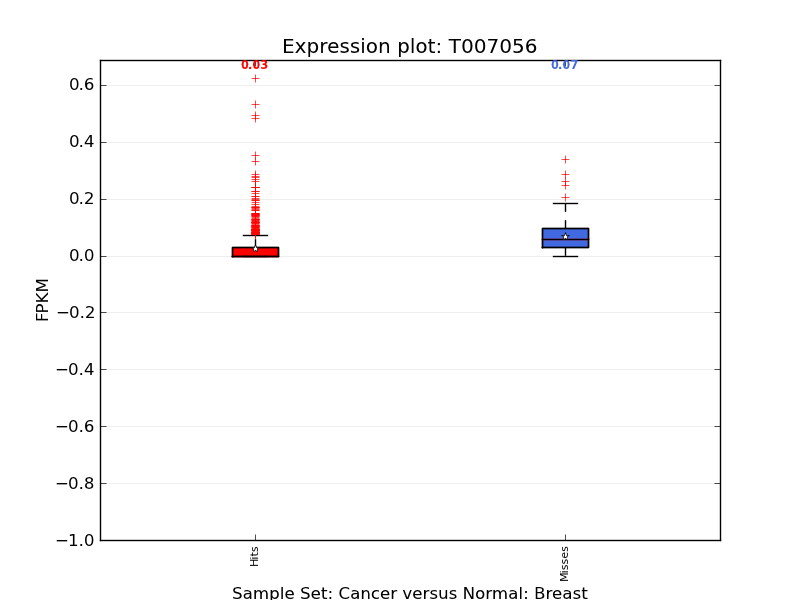 Expression plot: T007056
0.03
0.07
0.6
0.4
0.2
0.0
−0.2
−0.4
−0.6
−0.8
−1.0
FPKM
Hits
Misses
Sample Set: Cancer versus Normal: Breast